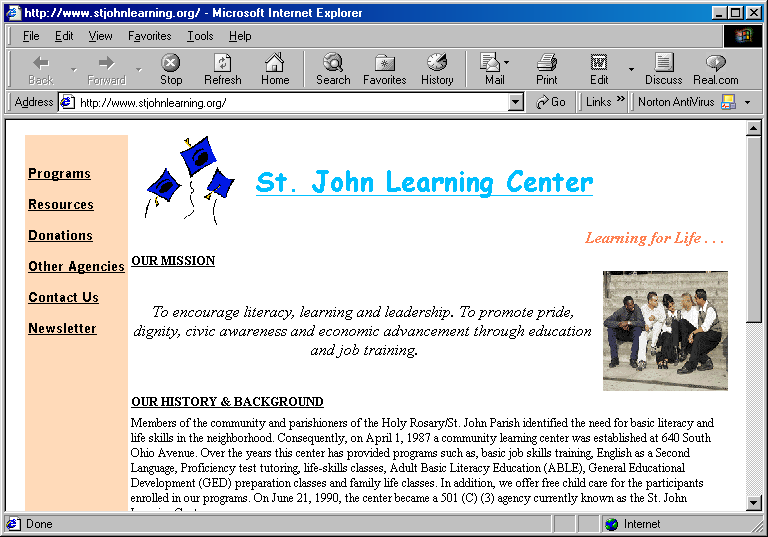 http://www.stjohnlearning.org/ - Microsoft Internet Explorer
File Edit View Favorites Tools Help
Back Forward Stop Refresh Home Search Favorites History Mail Print Edit Discuss Real.com
Address http://www.stjohnlearning.org/ Go Links » Norton AntiVirus
St. John Learning Center
Learning for Life . . .
Programs
Resources
Donations
Other Agencies
Contact Us
Newsletter
OUR MISSION
To encourage literacy, learning and leadership. To promote pride,
dignity, civic awareness and economic advancement through education
and job training.
OUR HISTORY & BACKGROUND
Members of the community and parishioners of the Holy Rosary/St. John Parish identified the need for basic literacy and
life skills in the neighborhood. Consequently, on April 1, 1987 a community learning center was established at 640 South
Ohio Avenue. Over the years this center has provided programs such as, basic job skills training, English as a Second
Language, Proficiency test tutoring, life-skills classes, Adult Basic Literacy Education (ABLE), General Educational
Development (GED) preparation classes and family life classes. In addition, we offer free child care for the participants
enrolled in our programs. On June 21, 1990, the center became a 501 (C) (3) agency currently known as the St. John
Done Internet